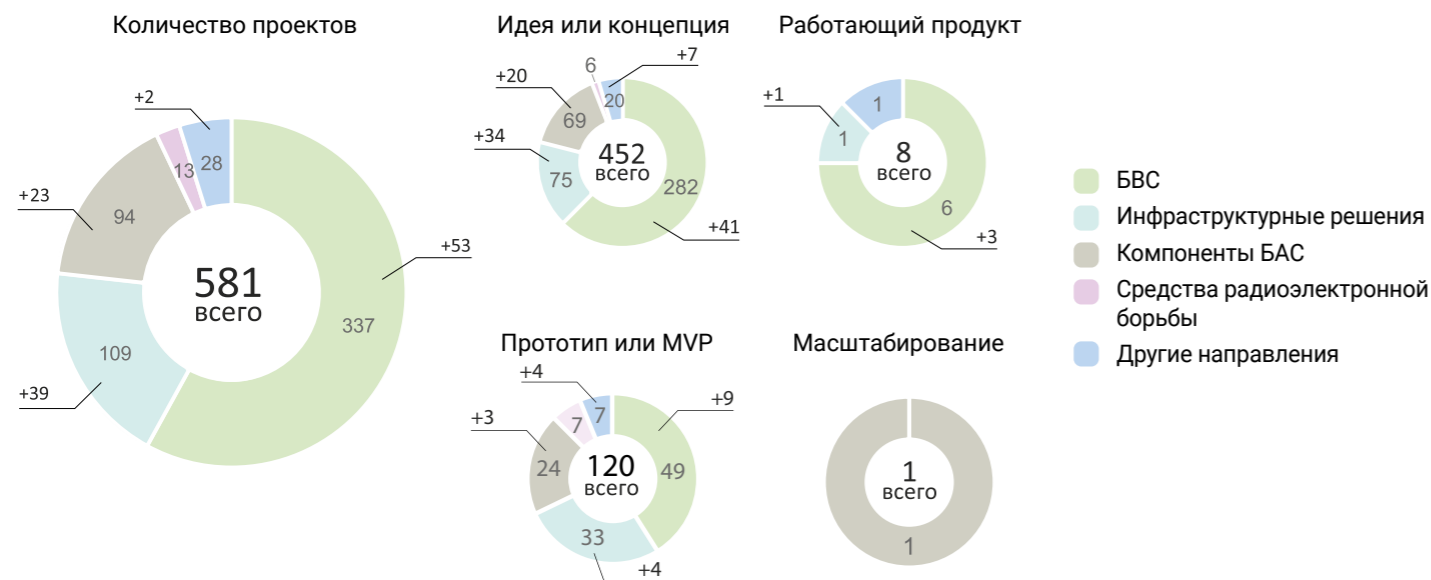 Количество проектов
+2
28
13
+23
94
+53
581
всего
337
109
+39
Идея или концепция
+7
6
+20
20
69
+34
452
всего
75
282
+41
Работающий продукт
+1
1
1
8
всего
6
+3
Прототип или MVP
+4
+9
7
7
+3
24
120
всего
49
33
+4
Масштабирование
1
всего
1
БВС
Инфраструктурные решения
Компоненты БАС
Средства радиоэлектронной
борьбы
Другие направления